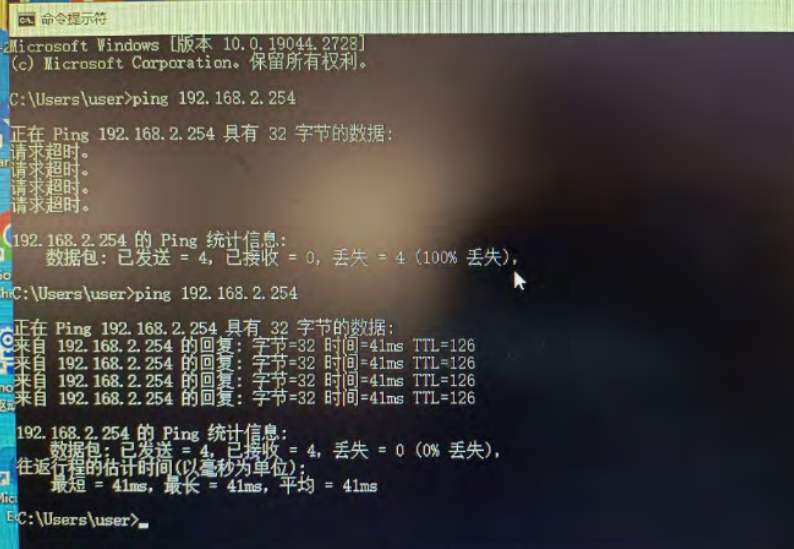 命令提示符
Microsoft Windows [版本 10.0.19044.2728]
(c) Microsoft Corporation。保留所有权利。
C:\Users\user>ping 192.168.2.254
正在 Ping 192.168.2.254 具有 32 字节的数据:
请求超时。
请求超时。
请求超时。
请求超时。
192.168.2.254 的 Ping 统计信息:
数据包: 已发送 = 4，已接收 = 0，丢失 = 4 (100% 丢失)，
C:\Users\user>ping 192.168.2.254
正在 Ping 192.168.2.254 具有 32 字节的数据:
来自 192.168.2.254 的回复: 字节=32 时间=41ms TTL=126
来自 192.168.2.254 的回复: 字节=32 时间=41ms TTL=126
来自 192.168.2.254 的回复: 字节=32 时间=41ms TTL=126
来自 192.168.2.254 的回复: 字节=32 时间=41ms TTL=126
192.168.2.254 的 Ping 统计信息:
数据包: 已发送 = 4，已接收 = 4，丢失 = 0 (0% 丢失)，
往返行程的估计时间(以毫秒为单位):
最短 = 41ms，最长 = 41ms，平均 = 41ms
C:\Users\user>